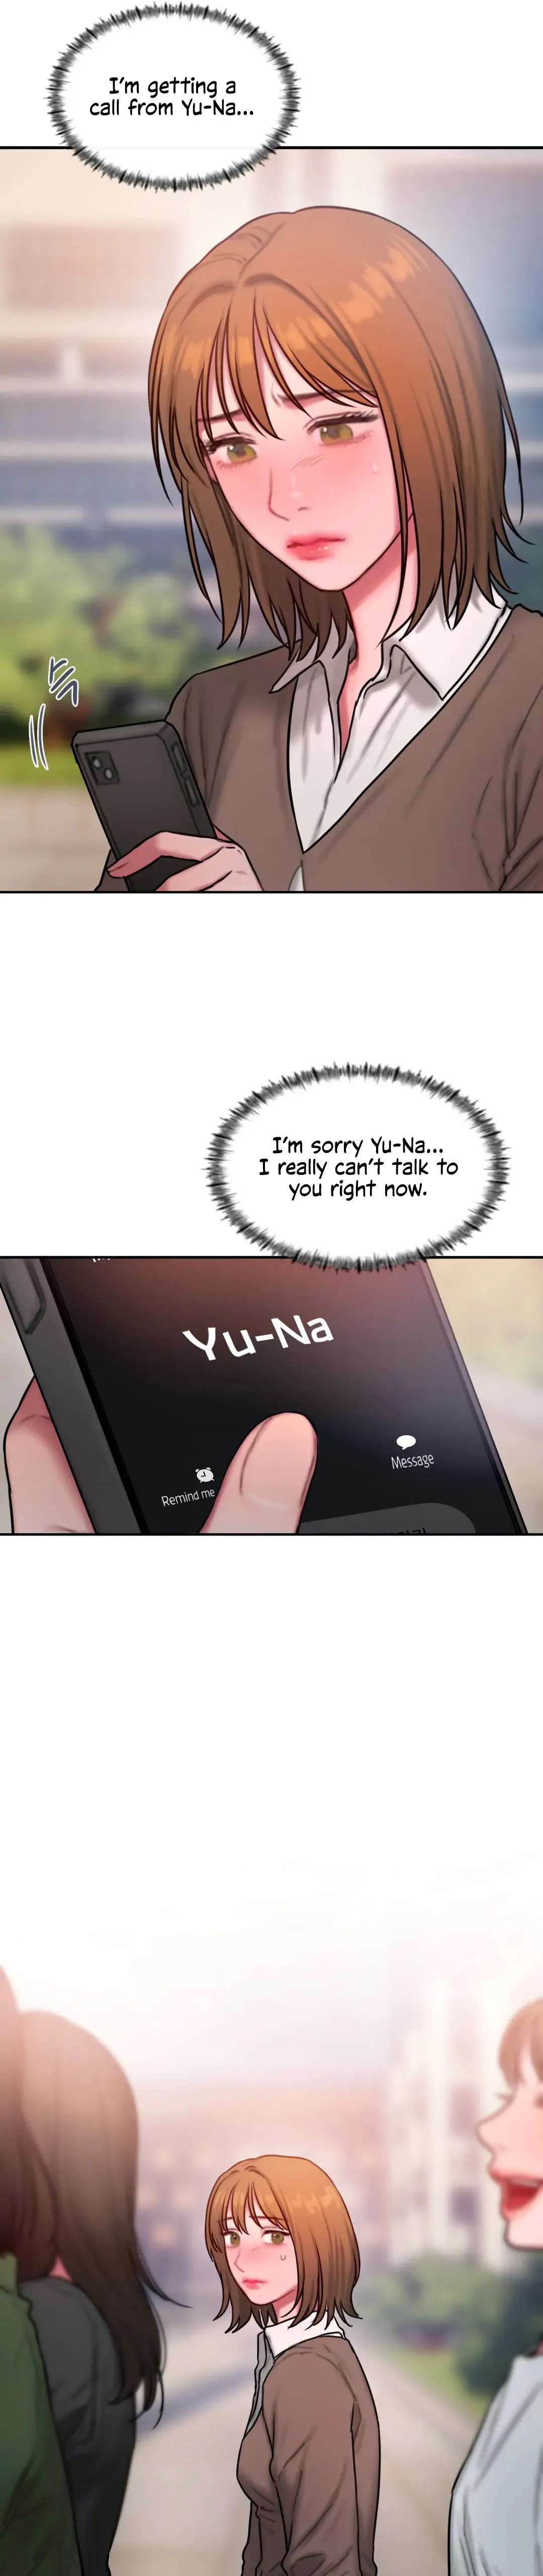 I'm getting a
call from Yu-Na...
I'm sorry Yu-Na...
I really can't talk to
you right now.
Yu-Na
Message
Remind me